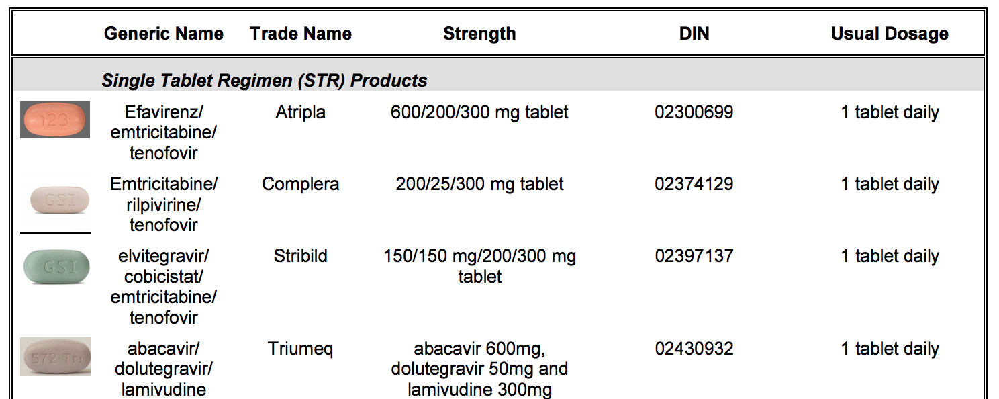 Generic Name Trade Name Strength DIN Usual Dosage
Single Tablet Regimen (STR) Products
123
Efavirenz/ Atripla 600/200/300 mg tablet 02300699 1 tablet daily
emtricitabine/
tenofovir
GSI
Emtricitabine/ Complera 200/25/300 mg tablet 02374129 1 tablet daily
rilpivirine/
tenofovir
GSI
elvitegravir/ Stribild 150/150 mg/200/300 mg 02397137 1 tablet daily
cobicistat/ tablet
emtricitabine/
tenofovir
572 Tri
abacavir/ Triumeq abacavir 600mg, 02430932 1 tablet daily
dolutegravir/ dolutegravir 50mg and
lamivudine lamivudine 300mg